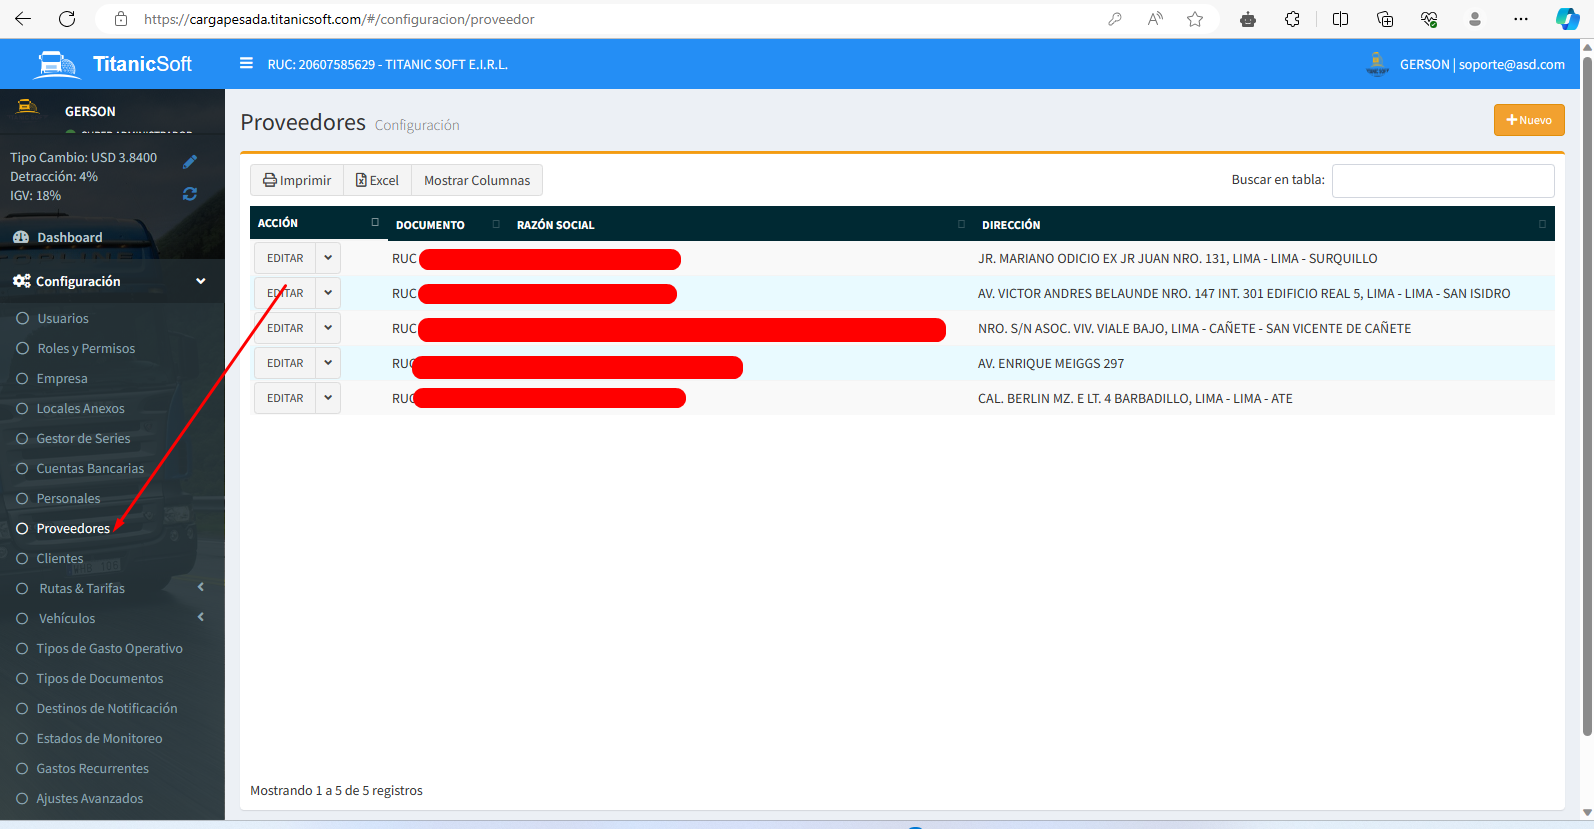 https://cargapesada.titanicsoft.com/#/configuracion/proveedor
TitanicSoft
RUC: 20607585629 - TITANIC SOFT E.I.R.L.
GERSON | soporte@asd.com
GERSON
SUPER ADMINISTRADOR
Tipo Cambio: USD 3.8400
Detracción: 4%
IGV: 18%
Dashboard
Configuración
Usuarios
Roles y Permisos
Empresa
Locales Anexos
Gestor de Series
Cuentas Bancarias
Personales
Proveedores
Clientes
Rutas & Tarifas
Vehículos
Tipos de Gasto Operativo
Tipos de Documentos
Destinos de Notificación
Estados de Monitoreo
Gastos Recurrentes
Ajustes Avanzados
Proveedores Configuración
Nuevo
Imprimir Excel Mostrar Columnas
Buscar en tabla:
ACCIÓN DOCUMENTO RAZÓN SOCIAL DIRECCIÓN
EDITAR RUC JR. MARIANO ODICIO EX JR JUAN NRO. 131, LIMA - LIMA - SURQUILLO
EDITAR RUC AV. VICTOR ANDRES BELAUNDE NRO. 147 INT. 301 EDIFICIO REAL 5, LIMA - LIMA - SAN ISIDRO
EDITAR RUC NRO. S/N ASOC. VIV. VIALE BAJO, LIMA - CAÑETE - SAN VICENTE DE CAÑETE
EDITAR RUC AV. ENRIQUE MEIGGS 297
EDITAR RUC CAL. BERLIN MZ. E LT. 4 BARBADILLO, LIMA - LIMA - ATE
Mostrando 1 a 5 de 5 registros